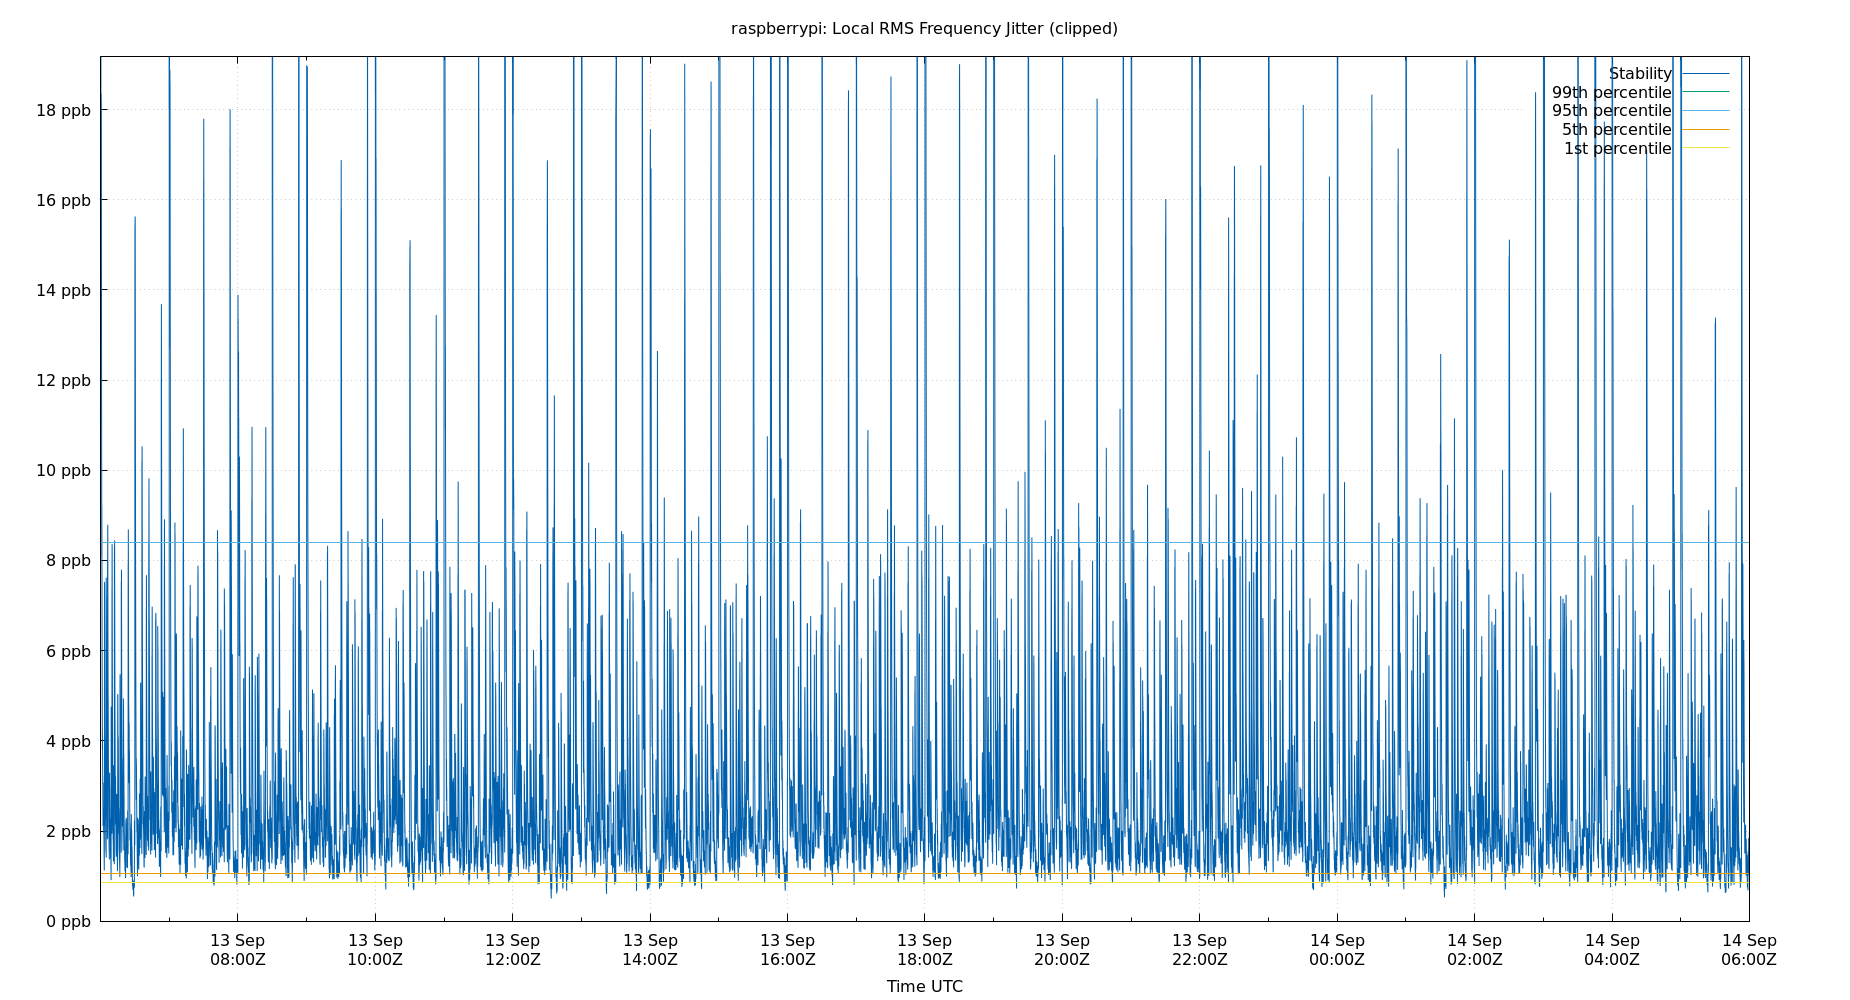 raspberrypi: Local RMS Frequency Jitter (clipped)
Stability
99th percentile
95th percentile
5th percentile
1st percentile
18 ppb
16 ppb
14 ppb
12 ppb
10 ppb
8 ppb
6 ppb
4 ppb
2 ppb
0 ppb
13 Sep 13 Sep 13 Sep 13 Sep 13 Sep 13 Sep 13 Sep 13 Sep 14 Sep 14 Sep 14 Sep 14 Sep
08:00Z 10:00Z 12:00Z 14:00Z 16:00Z 18:00Z 20:00Z 22:00Z 00:00Z 02:00Z 04:00Z 06:00Z
Time UTC